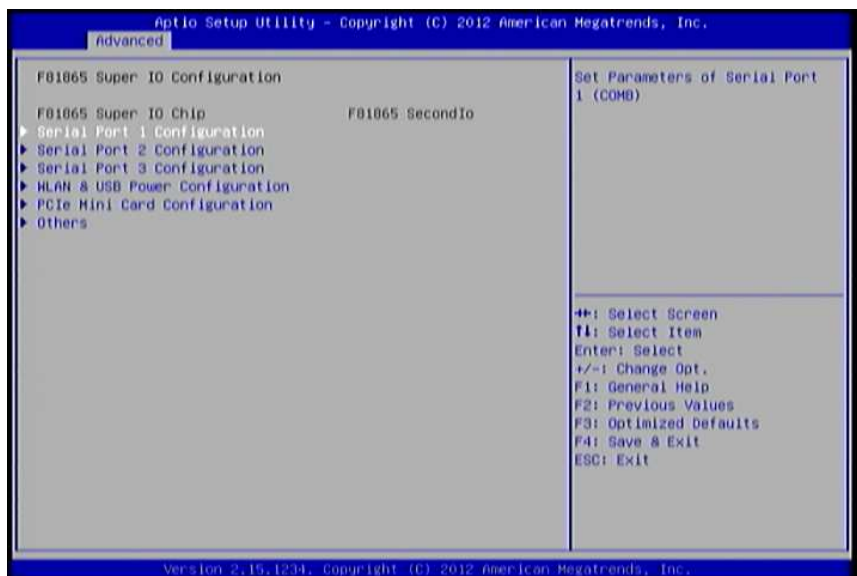 Aptio Setup Utility - Copyright (C) 2012 American Megatrends, Inc.
Advanced
F81865 Super IO Configuration
F81865 Super IO Chip F81865 SecondIo
Serial Port 1 Configuration
Serial Port 2 Configuration
Serial Port 3 Configuration
WLAN & USB Power Configuration
PCIe Mini Card Configuration
Others
Set Parameters of Serial Port
1 (COMB)
→←: Select Screen
↑↓: Select Item
Enter: Select
+/-: Change Opt.
F1: General Help
F2: Previous Values
F3: Optimized Defaults
F4: Save & Exit
ESC: Exit
Version 2.15.1234. Copyright (C) 2012 American Megatrends, Inc.